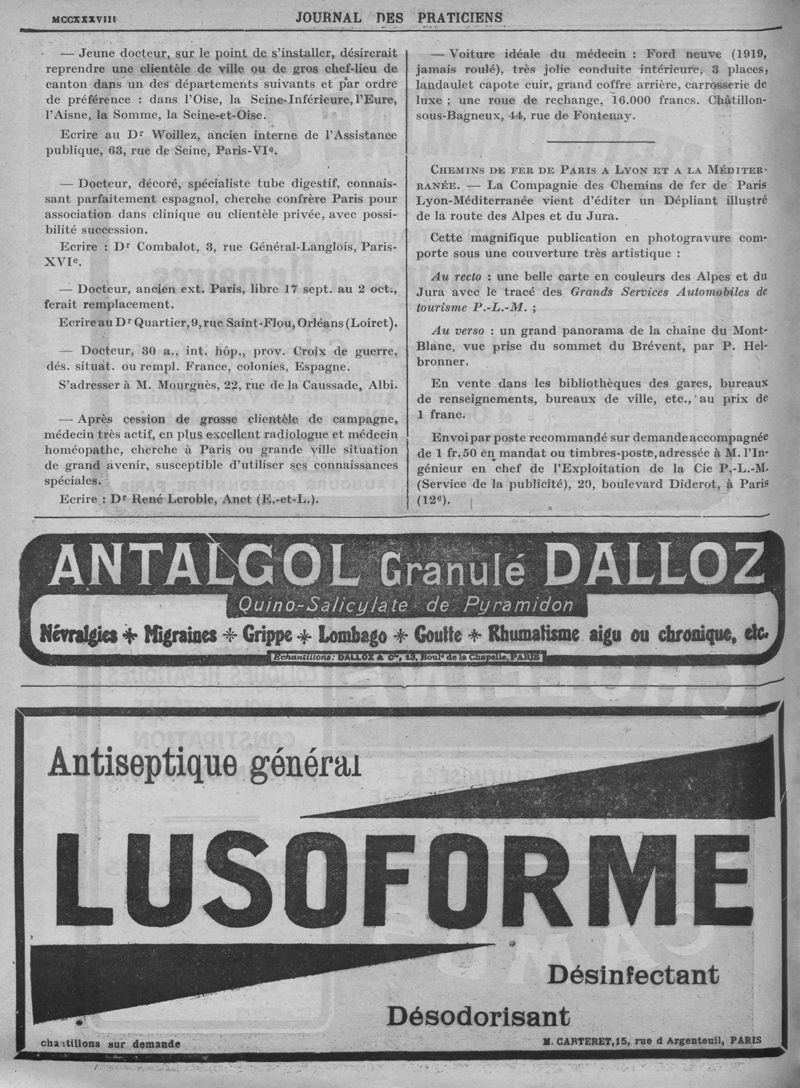 MCCXXXVIII
JOURNAL DES PRATICIENS
— Jeune docteur, sur le point de s'installer, désirerait
reprendre une clientèle de ville ou de gros chef-lieu de
canton dans un des départements suivants et par ordre
de préférence : dans l'Oise, la Seine-Inférieure, l'Eure,
l'Aisne, la Somme, la Seine-et-Oise.
Ecrire au Dr Woillez, ancien interne de l'Assistance
publique, 63, rue de Seine, Paris-VIe.
— Docteur, décoré, spécialiste tube digestif, connais-
sant parfaitement espagnol, cherche confrère Paris pour
association dans clinique ou clientèle privée, avec possi-
bilité succession.
Ecrire : Dr Combalot, 3, rue Général-Langlois, Paris-
XVIe.
— Docteur, ancien ext. Paris, libre 17 sept. au 2 oct.,
ferait remplacement.
Ecrire au Dr Quartier, 9, rue Saint-Flou, Orléans (Loiret).
— Docteur, 30 a., int. hôp., prov. Croix de guerre,
dés. situat. ou rempl. France, colonies, Espagne.
S'adresser à M. Mourguès, 22, rue de la Caussade, Albi.
— Après cession de grosse clientèle de campagne,
médecin très actif, en plus excellent radiologue et médecin
homéopathe, cherche à Paris ou grande ville situation
de grand avenir, susceptible d'utiliser ses connaissances
spéciales.
Ecrire : Dr René Leroble, Anet (E.-et-L.).
— Voiture idéale du médecin : Ford neuve (1919,
jamais roulé), très jolie conduite intérieure, 3 places,
landaulet capote cuir, grand coffre arrière, carrosserie de
luxe ; une roue de rechange, 16.000 francs. Châtillon-
sous-Bagneux, 44, rue de Fontenay.
CHEMINS DE FER DE PARIS A LYON ET A LA MÉDITER-
RANÉE. — La Compagnie des Chemins de fer de Paris
Lyon-Méditerranée vient d'éditer un Dépliant illustré
de la route des Alpes et du Jura.
Cette magnifique publication en photogravure com-
porte sous une couverture très artistique :
Au recto : une belle carte en couleurs des Alpes et du
Jura avec le tracé des Grands Services Automobiles de
tourisme P.-L.-M. ;
Au verso : un grand panorama de la chaîne du Mont-
Blanc, vue prise du sommet du Brévent, par P. Hel-
bronner.
En vente dans les bibliothèques des gares, bureaux
de renseignements, bureaux de ville, etc., au prix de
1 franc.
Envoi par poste recommandé sur demande accompagnée
de 1 fr. 50 en mandat ou timbres-poste, adressée à M. l'In-
génieur en chef de l'Exploitation de la Cie P.-L.-M.
(Service de la publicité), 20, boulevard Diderot, à Paris
(12e).
ANTALGOL Granulé DALLOZ
Quino-Salicylate de Pyramidon
Névralgies * Migraines * Grippe * Lombago * Goutte * Rhumatisme aigu ou chronique, etc.
Echantillons: DALLOZ & Cie, 13, Bould de la Chapelle, PARIS
Antiseptique général
LUSOFORME
Désinfectant
Désodorisant
chantillons sur demande
M. CARTERET, 15, rue d Argenteuil, PARIS